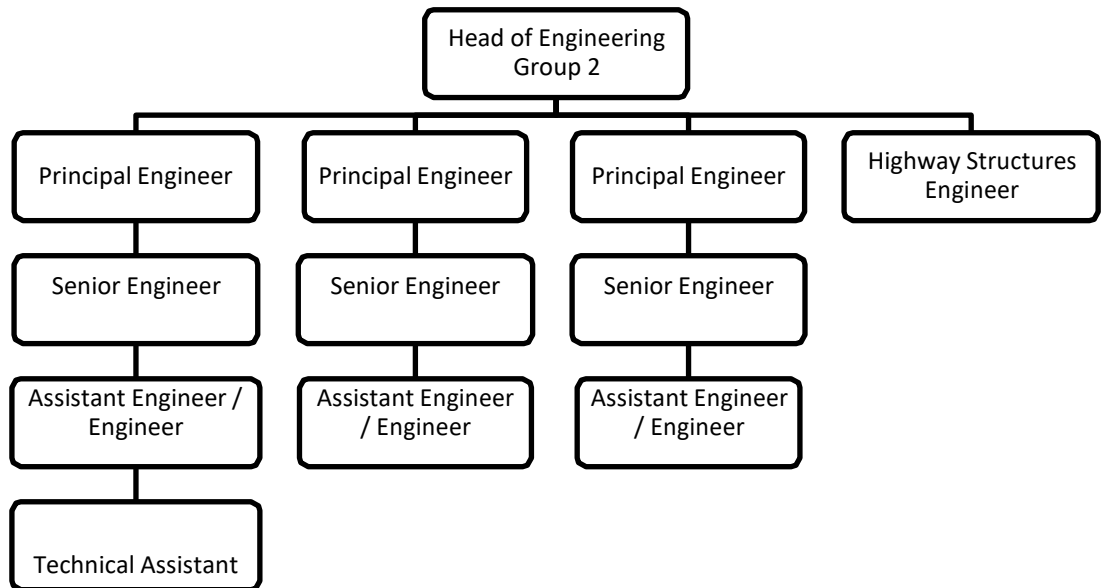 Head of Engineering
Group 2
Principal Engineer
Principal Engineer
Principal Engineer
Highway Structures
Engineer
Senior Engineer
Senior Engineer
Senior Engineer
Assistant Engineer /
Engineer
Assistant Engineer
/ Engineer
Assistant Engineer
/ Engineer
Technical Assistant